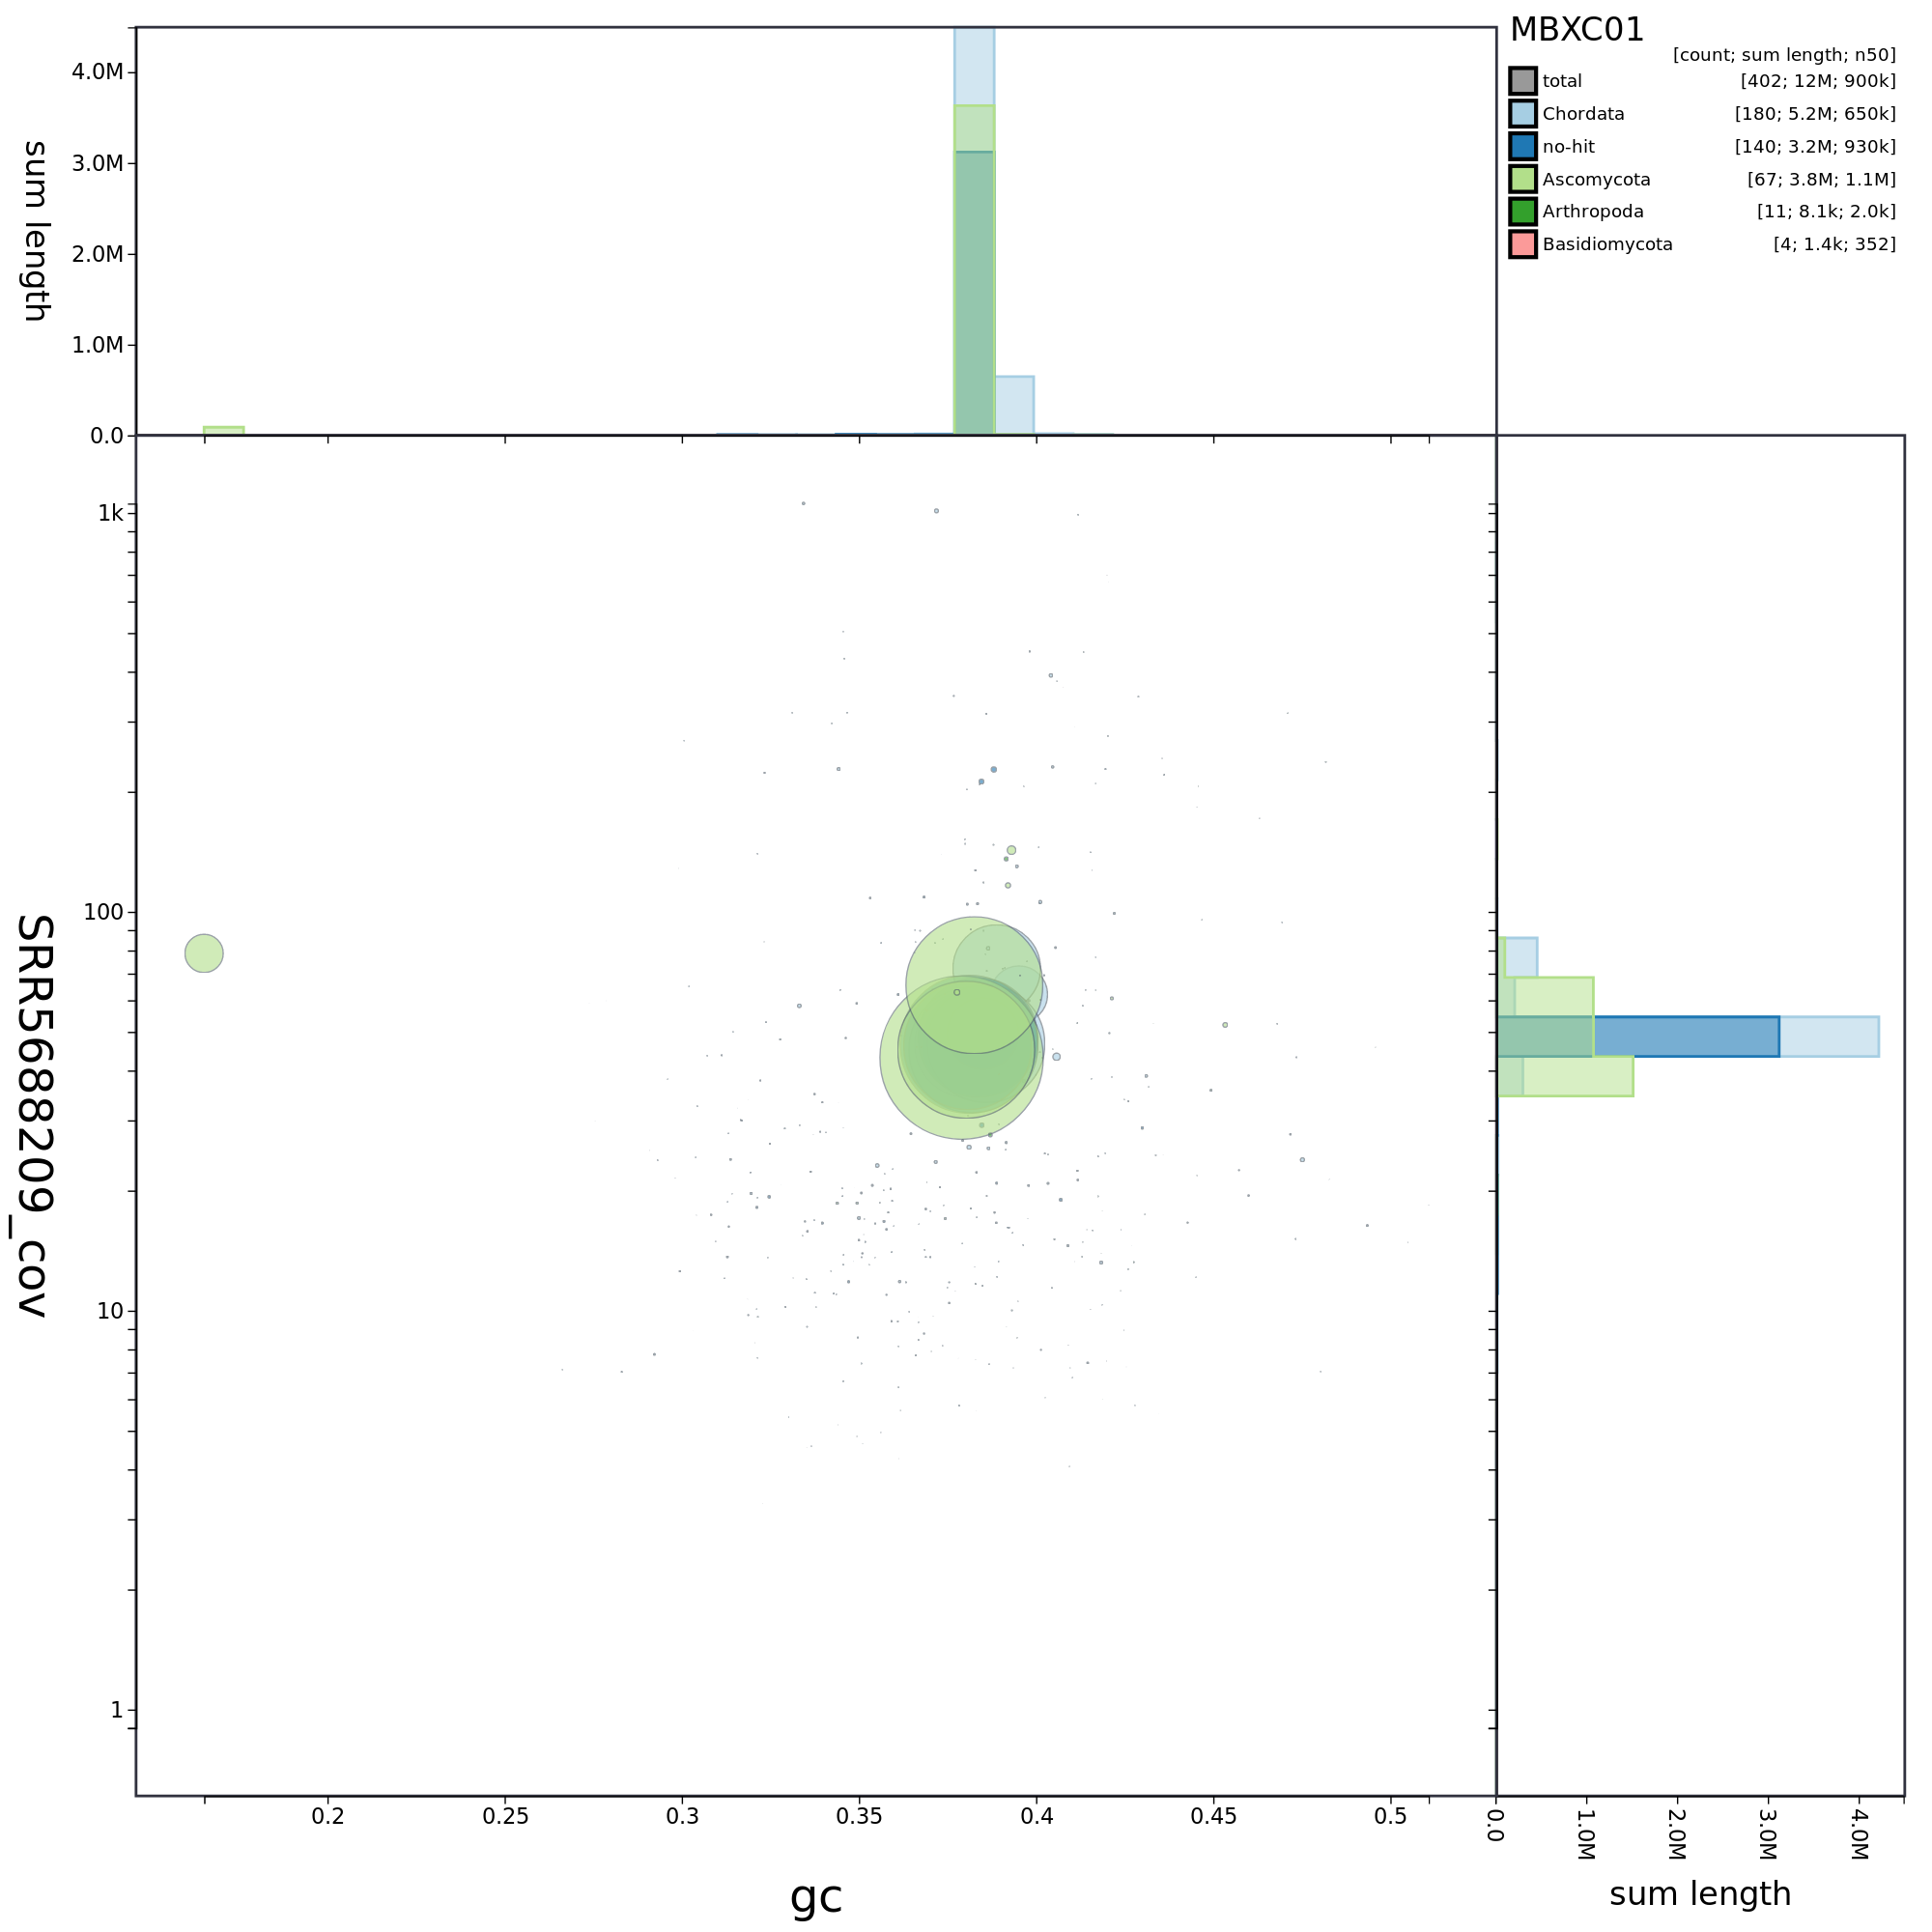 MBXC01
[count; sum length; n50]
total [402; 12M; 900k]
Chordata [180; 5.2M; 650k]
no-hit [140; 3.2M; 930k]
Ascomycota [67; 3.8M; 1.1M]
Arthropoda [11; 8.1k; 2.0k]
Basidiomycota [4; 1.4k; 352]
sum length
4.0M
3.0M
2.0M
1.0M
0.0
SRR5688209_cov
1k
100
10
1
0.2 0.25 0.3 0.35 0.4 0.45 0.5
gc
0.0 1.0M 2.0M 3.0M 4.0M
sum length